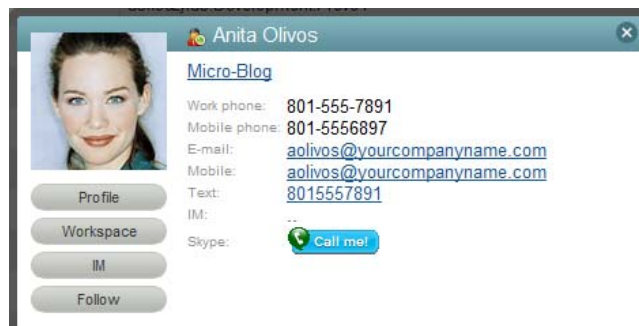 Anita Olivos
Micro-Blog
Work phone: 801-555-7891
Mobile phone: 801-5556897
E-mail: aolivos@yourcompanyname.com
Mobile: aolivos@yourcompanyname.com
Text: 8015557891
IM: --
Skype: Call me!
Profile
Workspace
IM
Follow